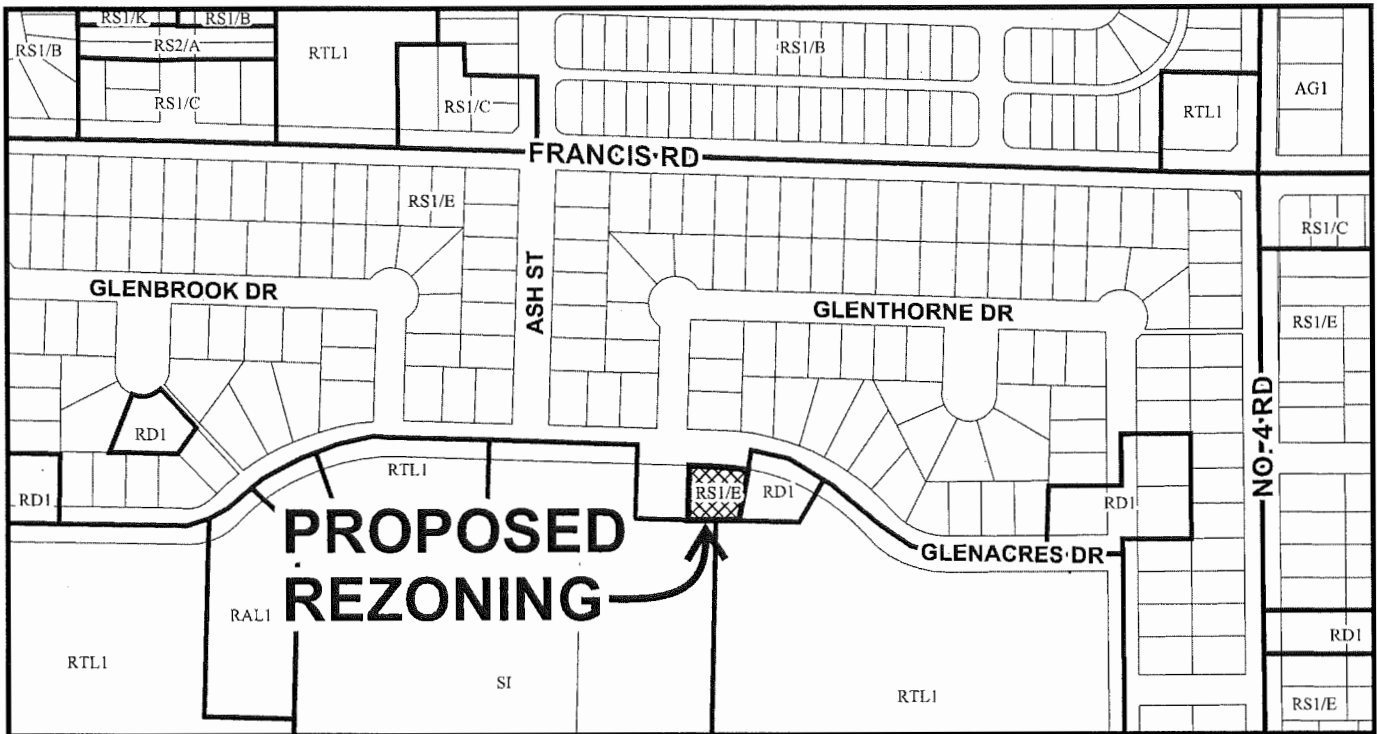 RS1/K
RS1/B
RS1/B
RS2/A
RTL1
RS1/B
RS1/C
RS1/C
RTL1
AG1
FRANCIS RD
RS1/E
RS1/C
GLENBROOK DR
ASH ST
GLENTHORNE DR
RS1/E
NO. 4 RD
RD1
RD1
RTL1
RS1/E
RD1
RD1
PROPOSED
REZONING
GLENACRES DR
RAL1
RD1
RTL1
SI
RTL1
RS1/E